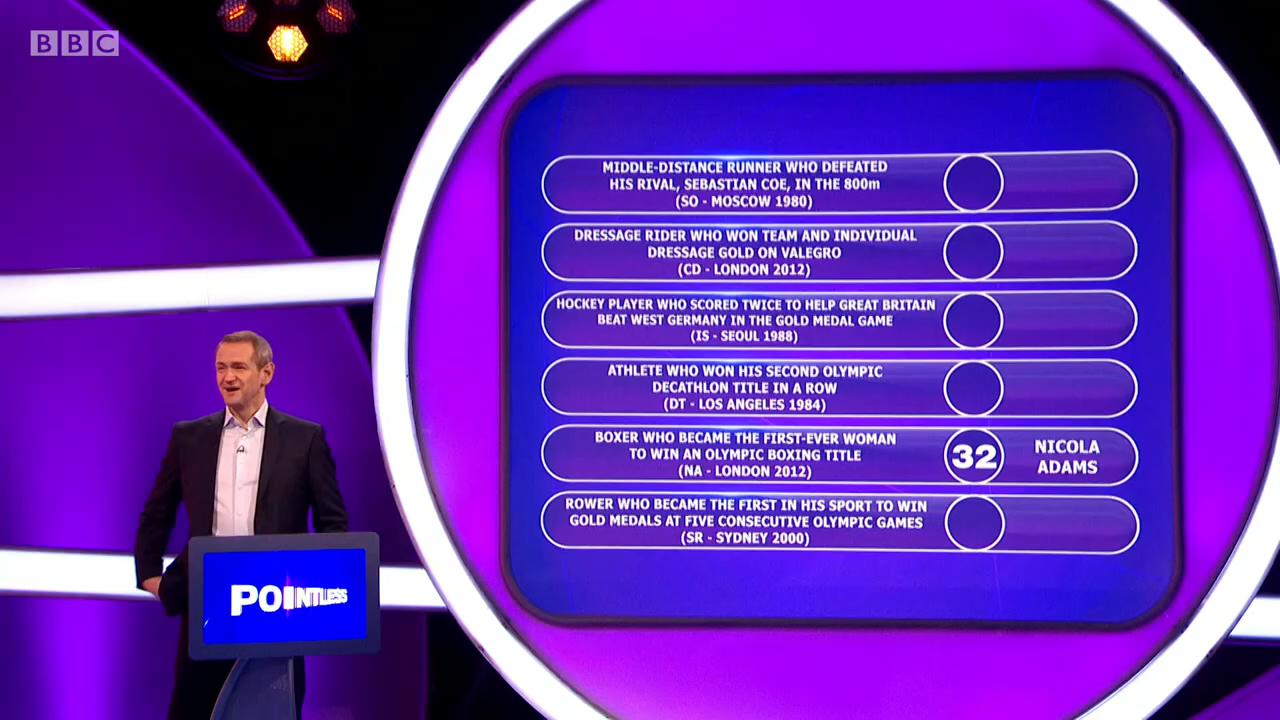 BBC
MIDDLE-DISTANCE RUNNER WHO DEFEATED
HIS RIVAL, SEBASTIAN COE, IN THE 800m
(SO - MOSCOW 1980)
DRESSAGE RIDER WHO WON TEAM AND INDIVIDUAL
DRESSAGE GOLD ON VALEGRO
(CD - LONDON 2012)
HOCKEY PLAYER WHO SCORED TWICE TO HELP GREAT BRITAIN
BEAT WEST GERMANY IN THE GOLD MEDAL GAME
(IS - SEOUL 1988)
ATHLETE WHO WON HIS SECOND OLYMPIC
DECATHLON TITLE IN A ROW
(DT - LOS ANGELES 1984)
BOXER WHO BECAME THE FIRST-EVER WOMAN
TO WIN AN OLYMPIC BOXING TITLE
(NA - LONDON 2012)
32
NICOLA
ADAMS
ROWER WHO BECAME THE FIRST IN HIS SPORT TO WIN
GOLD MEDALS AT FIVE CONSECUTIVE OLYMPIC GAMES
(SR - SYDNEY 2000)
POINTLESS